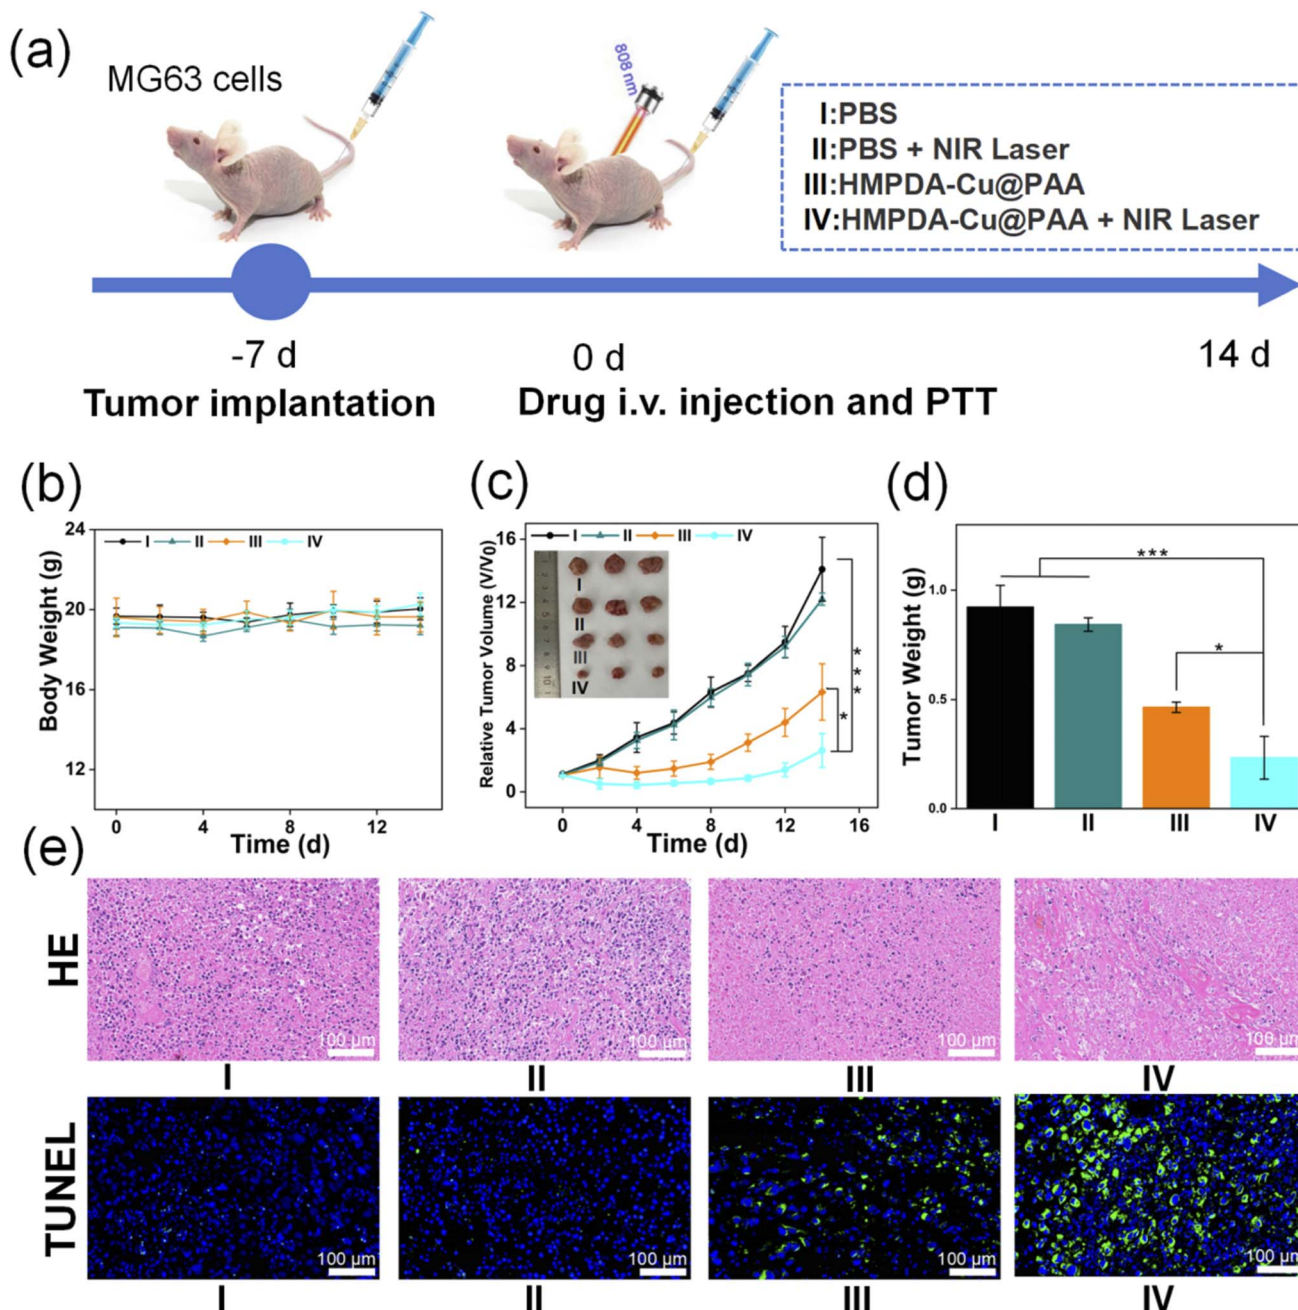 (a)
MG63 cells
808 nm
I:PBS
II:PBS + NIR Laser
III:HMPDA-Cu@PAA
IV:HMPDA-Cu@PAA + NIR Laser
-7 d
0 d
14 d
Tumor implantation
Drug i.v. injection and PTT
(b)
Body Weight (g)
24
20
16
12
I II III IV
0 4 8 12
Time (d)
(c)
Relative Tumor Volume (V/V0)
16
12
8
4
0
I II III IV
I
II
III
IV
***
*
0 4 8 12 16
Time (d)
(d)
Tumor Weight (g)
1.0
0.5
0.0
***
*
I II III IV
(e)
HE
100 µm 100 µm 100 µm 100 µm
I II III IV
TUNEL
100 µm 100 µm 100 µm 100 µm
I II III IV